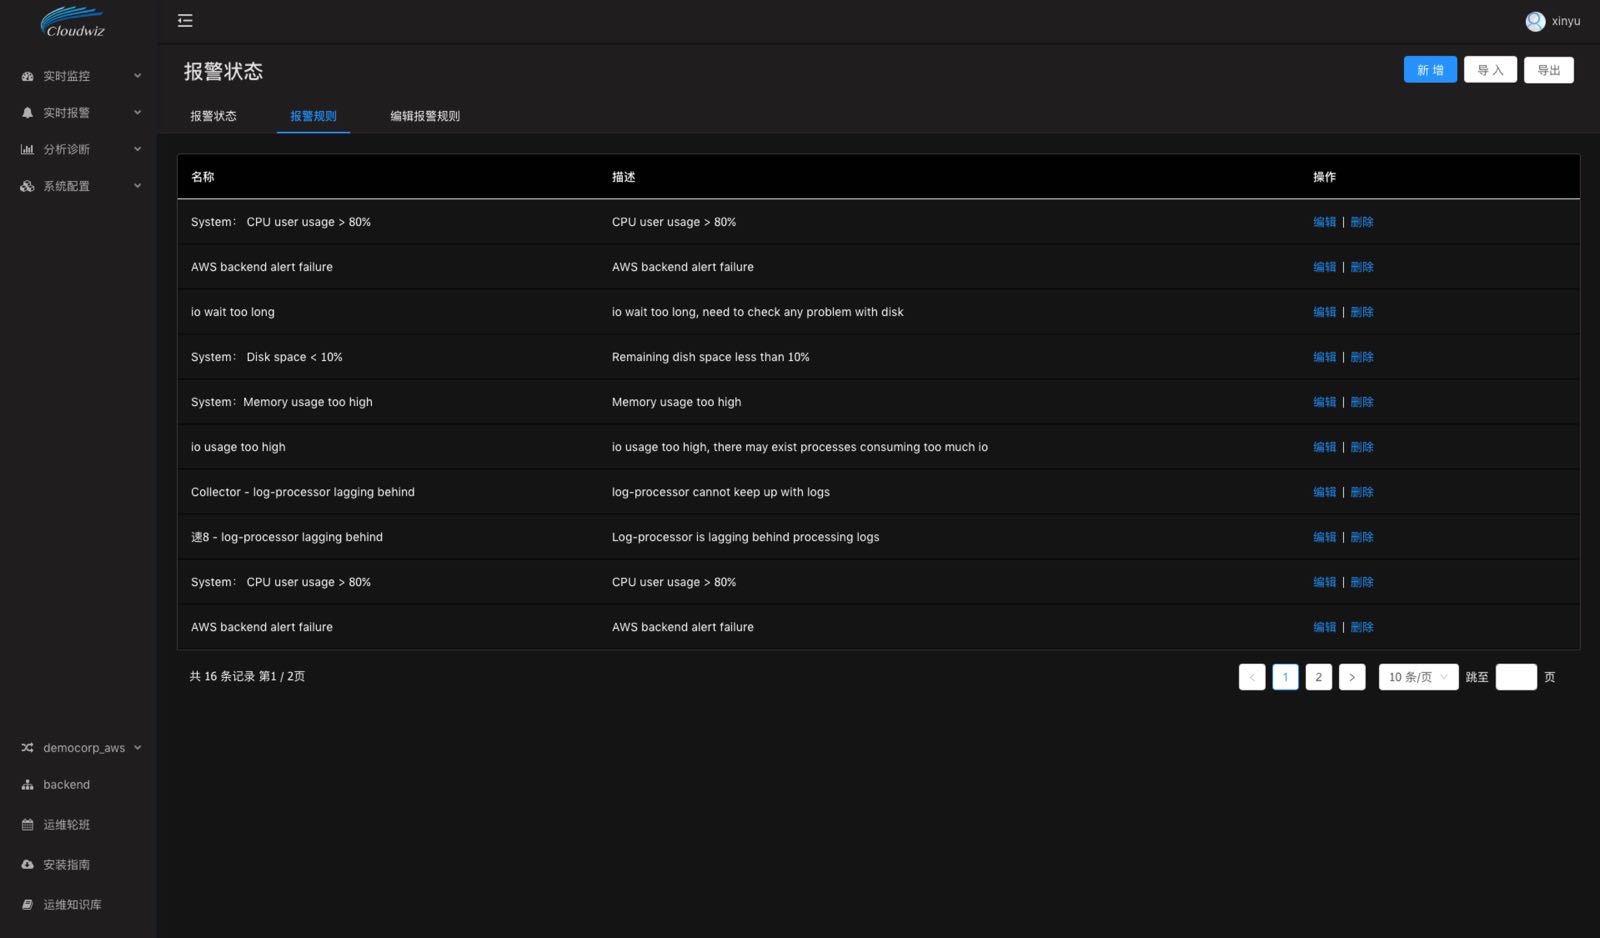 Cloudwiz
xinyu
实时监控
实时报警
分析诊断
系统配置
报警状态
新 增
导 入
导出
报警状态 报警规则 编辑报警规则
名称 描述 操作
System： CPU user usage > 80% CPU user usage > 80% 编辑 | 删除
AWS backend alert failure AWS backend alert failure 编辑 | 删除
io wait too long io wait too long, need to check any problem with disk 编辑 | 删除
System： Disk space < 10% Remaining dish space less than 10% 编辑 | 删除
System：Memory usage too high Memory usage too high 编辑 | 删除
io usage too high io usage too high, there may exist processes consuming too much io 编辑 | 删除
Collector - log-processor lagging behind log-processor cannot keep up with logs 编辑 | 删除
速8 - log-processor lagging behind Log-processor is lagging behind processing logs 编辑 | 删除
System： CPU user usage > 80% CPU user usage > 80% 编辑 | 删除
AWS backend alert failure AWS backend alert failure 编辑 | 删除
共 16 条记录 第1 / 2页 < 1 2 > 10 条/页 跳至 页
democorp_aws
backend
运维轮班
安装指南
运维知识库